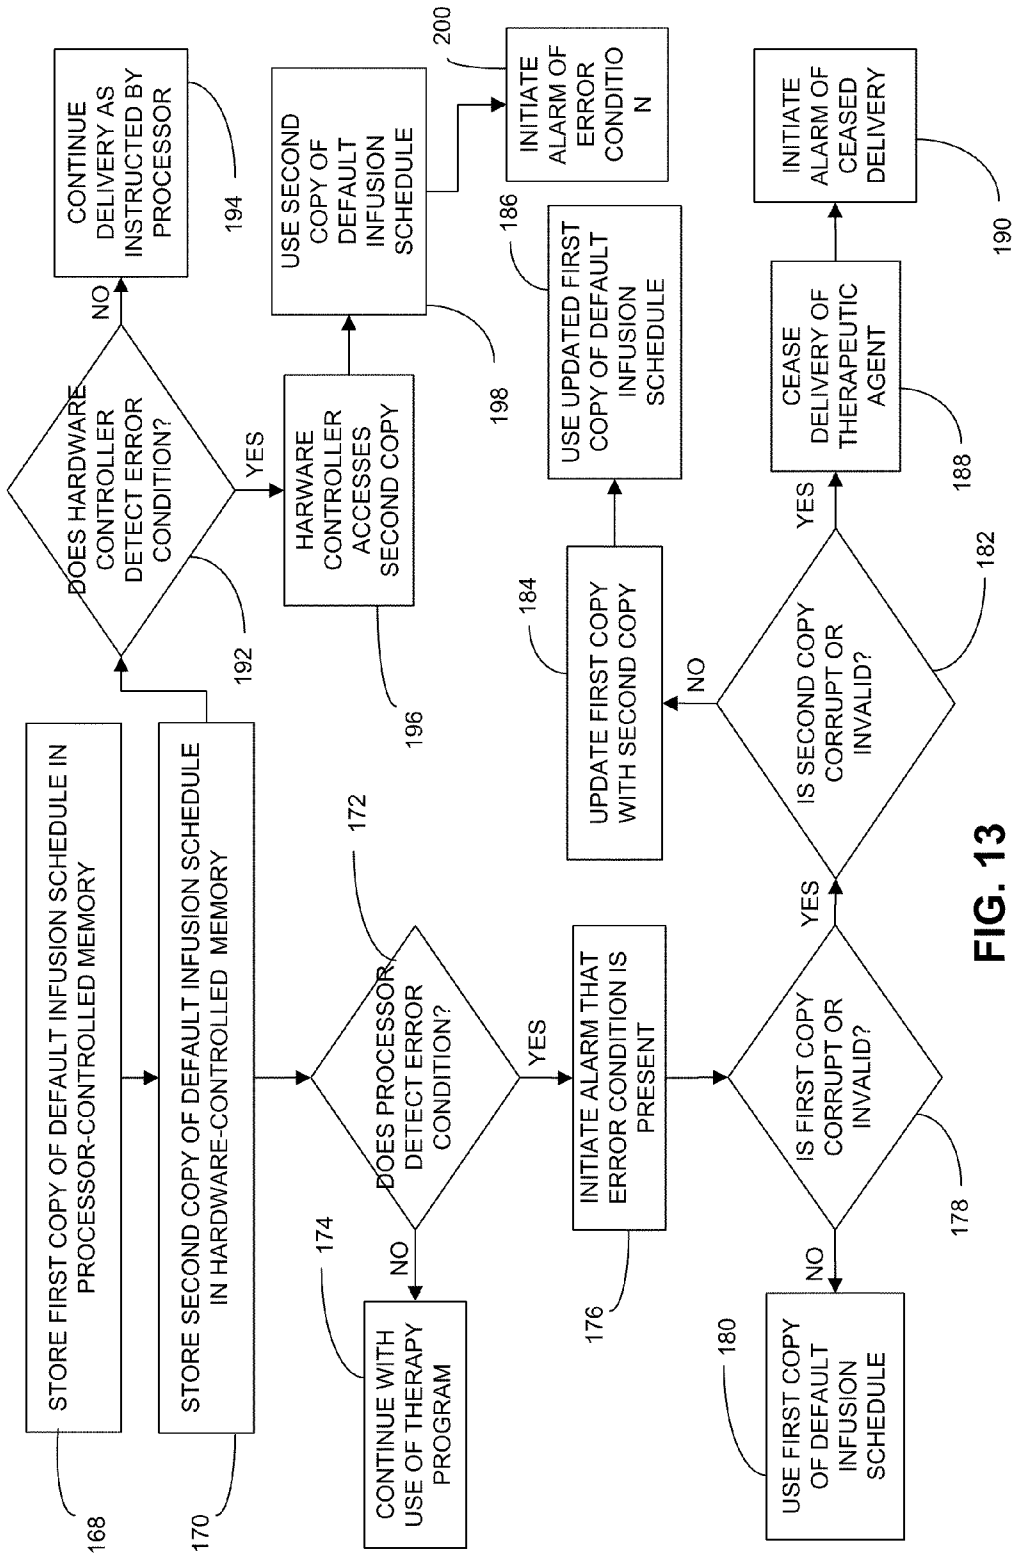 STORE FIRST COPY OF DEFAULT INFUSION SCHEDULE IN
PROCESSOR-CONTROLLED MEMORY
168
STORE SECOND COPY OF DEFAULT INFUSION SCHEDULE
IN HARDWARE-CONTROLLED MEMORY
170
DOES PROCESSOR
DETECT ERROR
CONDITION?
172
NO
CONTINUE WITH
USE OF THERAPY
PROGRAM
174
YES
INITIATE ALARM THAT
ERROR CONDITION IS
PRESENT
176
IS FIRST COPY
CORRUPT OR
INVALID?
178
NO
USE FIRST COPY
OF DEFAULT
INFUSION
SCHEDULE
180
YES
IS SECOND COPY
CORRUPT OR
INVALID?
182
NO
UPDATE FIRST COPY
WITH SECOND COPY
184
USE UPDATED FIRST
COPY OF DEFAULT
INFUSION
SCHEDULE
186
YES
CEASE
DELIVERY OF
THERAPEUTIC
AGENT
188
INITIATE
ALARM OF
CEASED
DELIVERY
190
DOES HARDWARE
CONTROLLER
DETECT ERROR
CONDITION?
192
NO
CONTINUE
DELIVERY AS
INSTRUCTED BY
PROCESSOR
194
YES
HARWARE
CONTROLLER
ACCESSES
SECOND COPY
196
USE SECOND
COPY OF
DEFAULT
INFUSION
SCHEDULE
198
INITIATE
ALARM OF
ERROR
CONDITIO
N
200
FIG. 13